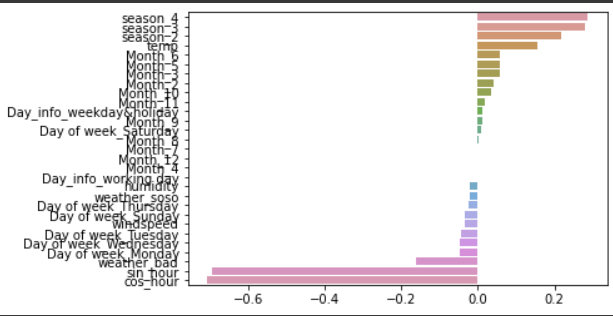 season_4
season_3
season_2
temp
Month_6
Month_5
Month_3
Month_2
Month_10
Month_11
Day_info_weekday&holiday
Month_9
Day of week_Saturday
Month_8
Month_7
Month_12
Month_4
Day_info_working day
humidity
weather_soso
Day of week_Thursday
Day of week_Sunday
windspeed
Day of week_Tuesday
Day of week_Wednesday
Day of week_Monday
weather_bad
sin_hour
cos_hour
−0.6 −0.4 −0.2 0.0 0.2